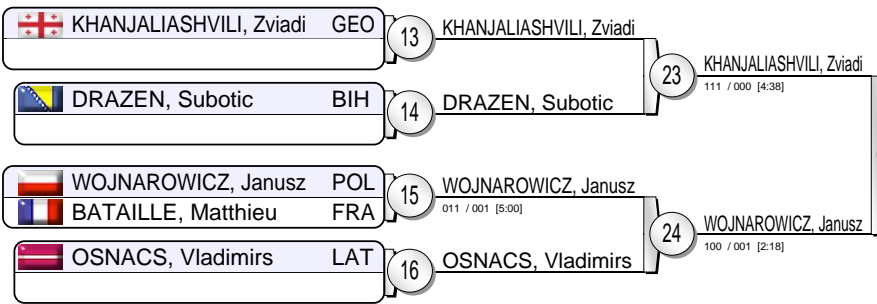 KHANJALIASHVILI, Zviadi GEO
13
KHANJALIASHVILI, Zviadi
23
KHANJALIASHVILI, Zviadi
111 / 000 [4:38]
DRAZEN, Subotic BIH
14
DRAZEN, Subotic
WOJNAROWICZ, Janusz POL
BATAILLE, Matthieu FRA
15
WOJNAROWICZ, Janusz
011 / 001 [5:00]
24
WOJNAROWICZ, Janusz
100 / 001 [2:18]
OSNACS, Vladimirs LAT
16
OSNACS, Vladimirs